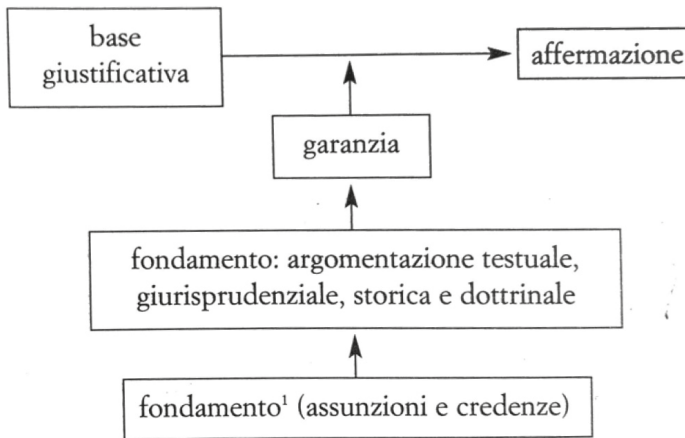 base
giustificativa
affermazione
garanzia
fondamento: argomentazione testuale,
giurisprudenziale, storica e dottrinale
fondamento¹ (assunzioni e credenze)